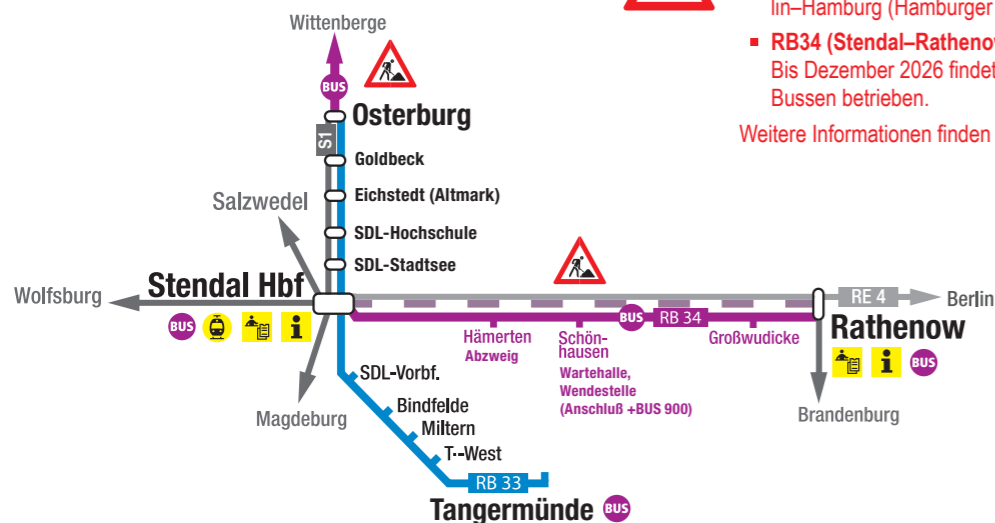 lin–Hamburg (Hamburger
RB34 (Stendal–Rathenow
Bis Dezember 2026 findet
Bussen betrieben.
Weitere Informationen finden
Wittenberge
BUS
Osterburg
S1
Goldbeck
Eichstedt (Altmark)
Salzwedel
SDL-Hochschule
SDL-Stadtsee
Stendal Hbf
Wolfsburg
BUS
i
RE 4
Berlin
BUS
RB 34
Rathenow
Hämerten
Abzweig
Schön-
hausen
Wartehalle,
Wendestelle
(Anschluß +BUS 900)
Großwudicke
i
BUS
SDL-Vorbf.
Magdeburg
Bindfelde
Miltern
Brandenburg
T--West
RB 33
Tangermünde BUS